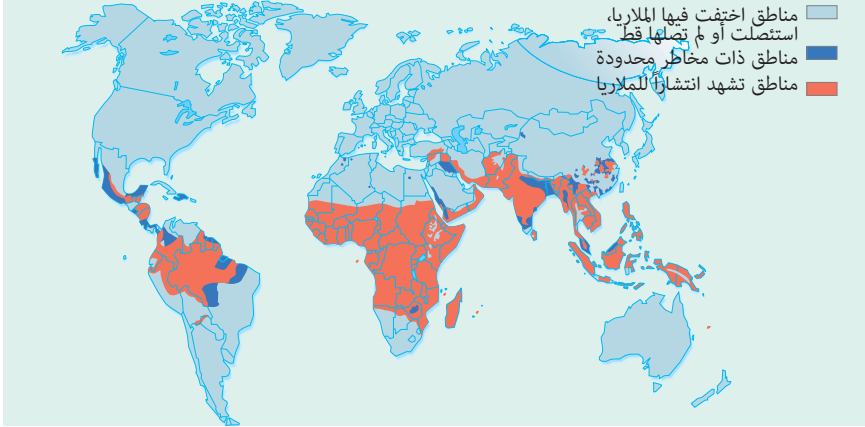 مناطق اختفت فيها الملاريا،
استئصلت أو لم تصلها قط
مناطق ذات مخاطر محدودة
مناطق تشهد انتشاراً للملاريا